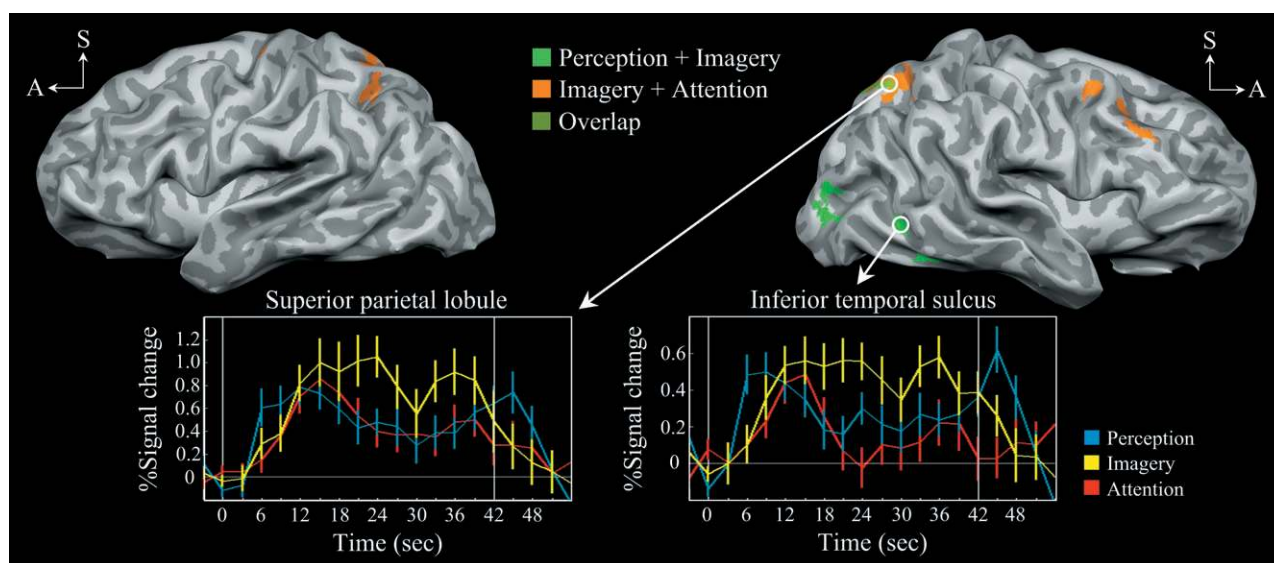 S
A
Perception + Imagery
Imagery + Attention
Overlap
S
A
Superior parietal lobule
%Signal change
1.2
1.0
0.8
0.6
0.4
0.2
0
0 6 12 18 24 30 36 42 48
Time (sec)
Inferior temporal sulcus
%Signal change
0.6
0.4
0.2
0
0 6 12 18 24 30 36 42 48
Time (sec)
Perception
Imagery
Attention